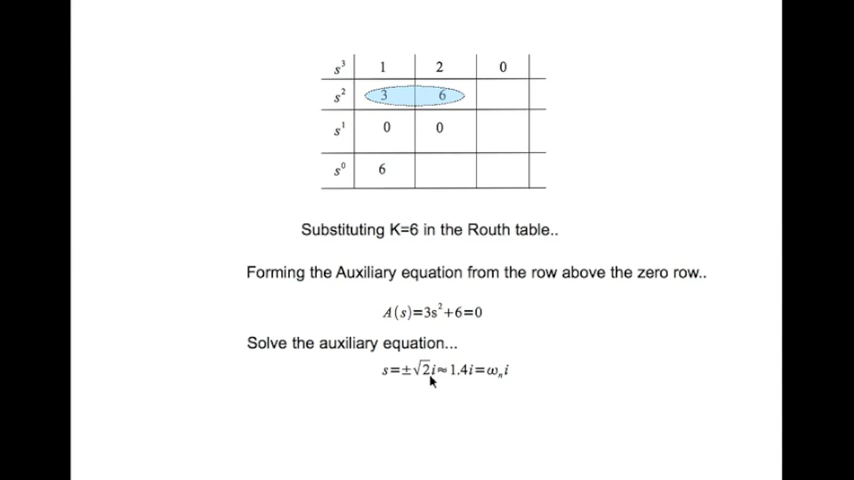 s³ 1 2 0
s² 3 6
s¹ 0 0
s⁰ 6
Substituting K=6 in the Routh table..
Forming the Auxiliary equation from the row above the zero row..
A(s)=3s²+6=0
Solve the auxiliary equation...
s=±√2i≈1.4i=ωₙi